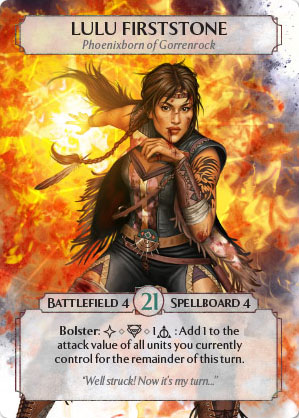 LULU FIRSTSTONE
Phoenixborn of Gorrenrock
BATTLEFIELD 4 21 SPELLBOARD 4
Bolster: 1 : Add 1 to the
attack value of all units you currently
control for the remainder of this turn.
"Well struck! Now it's my turn..."